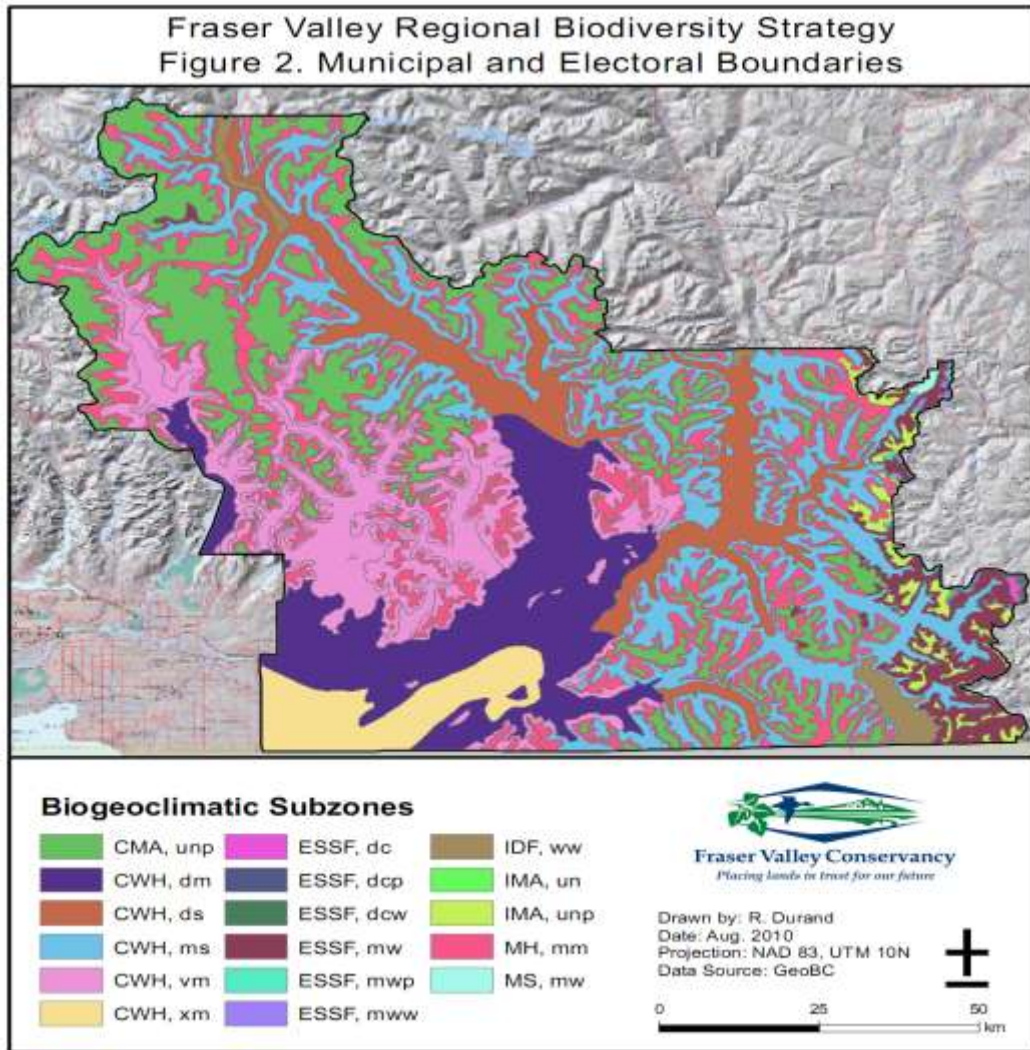 Fraser Valley Regional Biodiversity Strategy
Figure 2. Municipal and Electoral Boundaries
Biogeoclimatic Subzones
CMA, unp
CWH, dm
CWH, ds
CWH, ms
CWH, vm
CWH, xm
ESSF, dc
ESSF, dcp
ESSF, dcw
ESSF, mw
ESSF, mwp
ESSF, mww
IDF, ww
IMA, un
IMA, unp
MH, mm
MS, mw
Fraser Valley Conservancy
Placing lands in trust for our future
Drawn by: R. Durand
Date: Aug. 2010
Projection: NAD 83, UTM 10N
Data Source: GeoBC
0 25 50
km